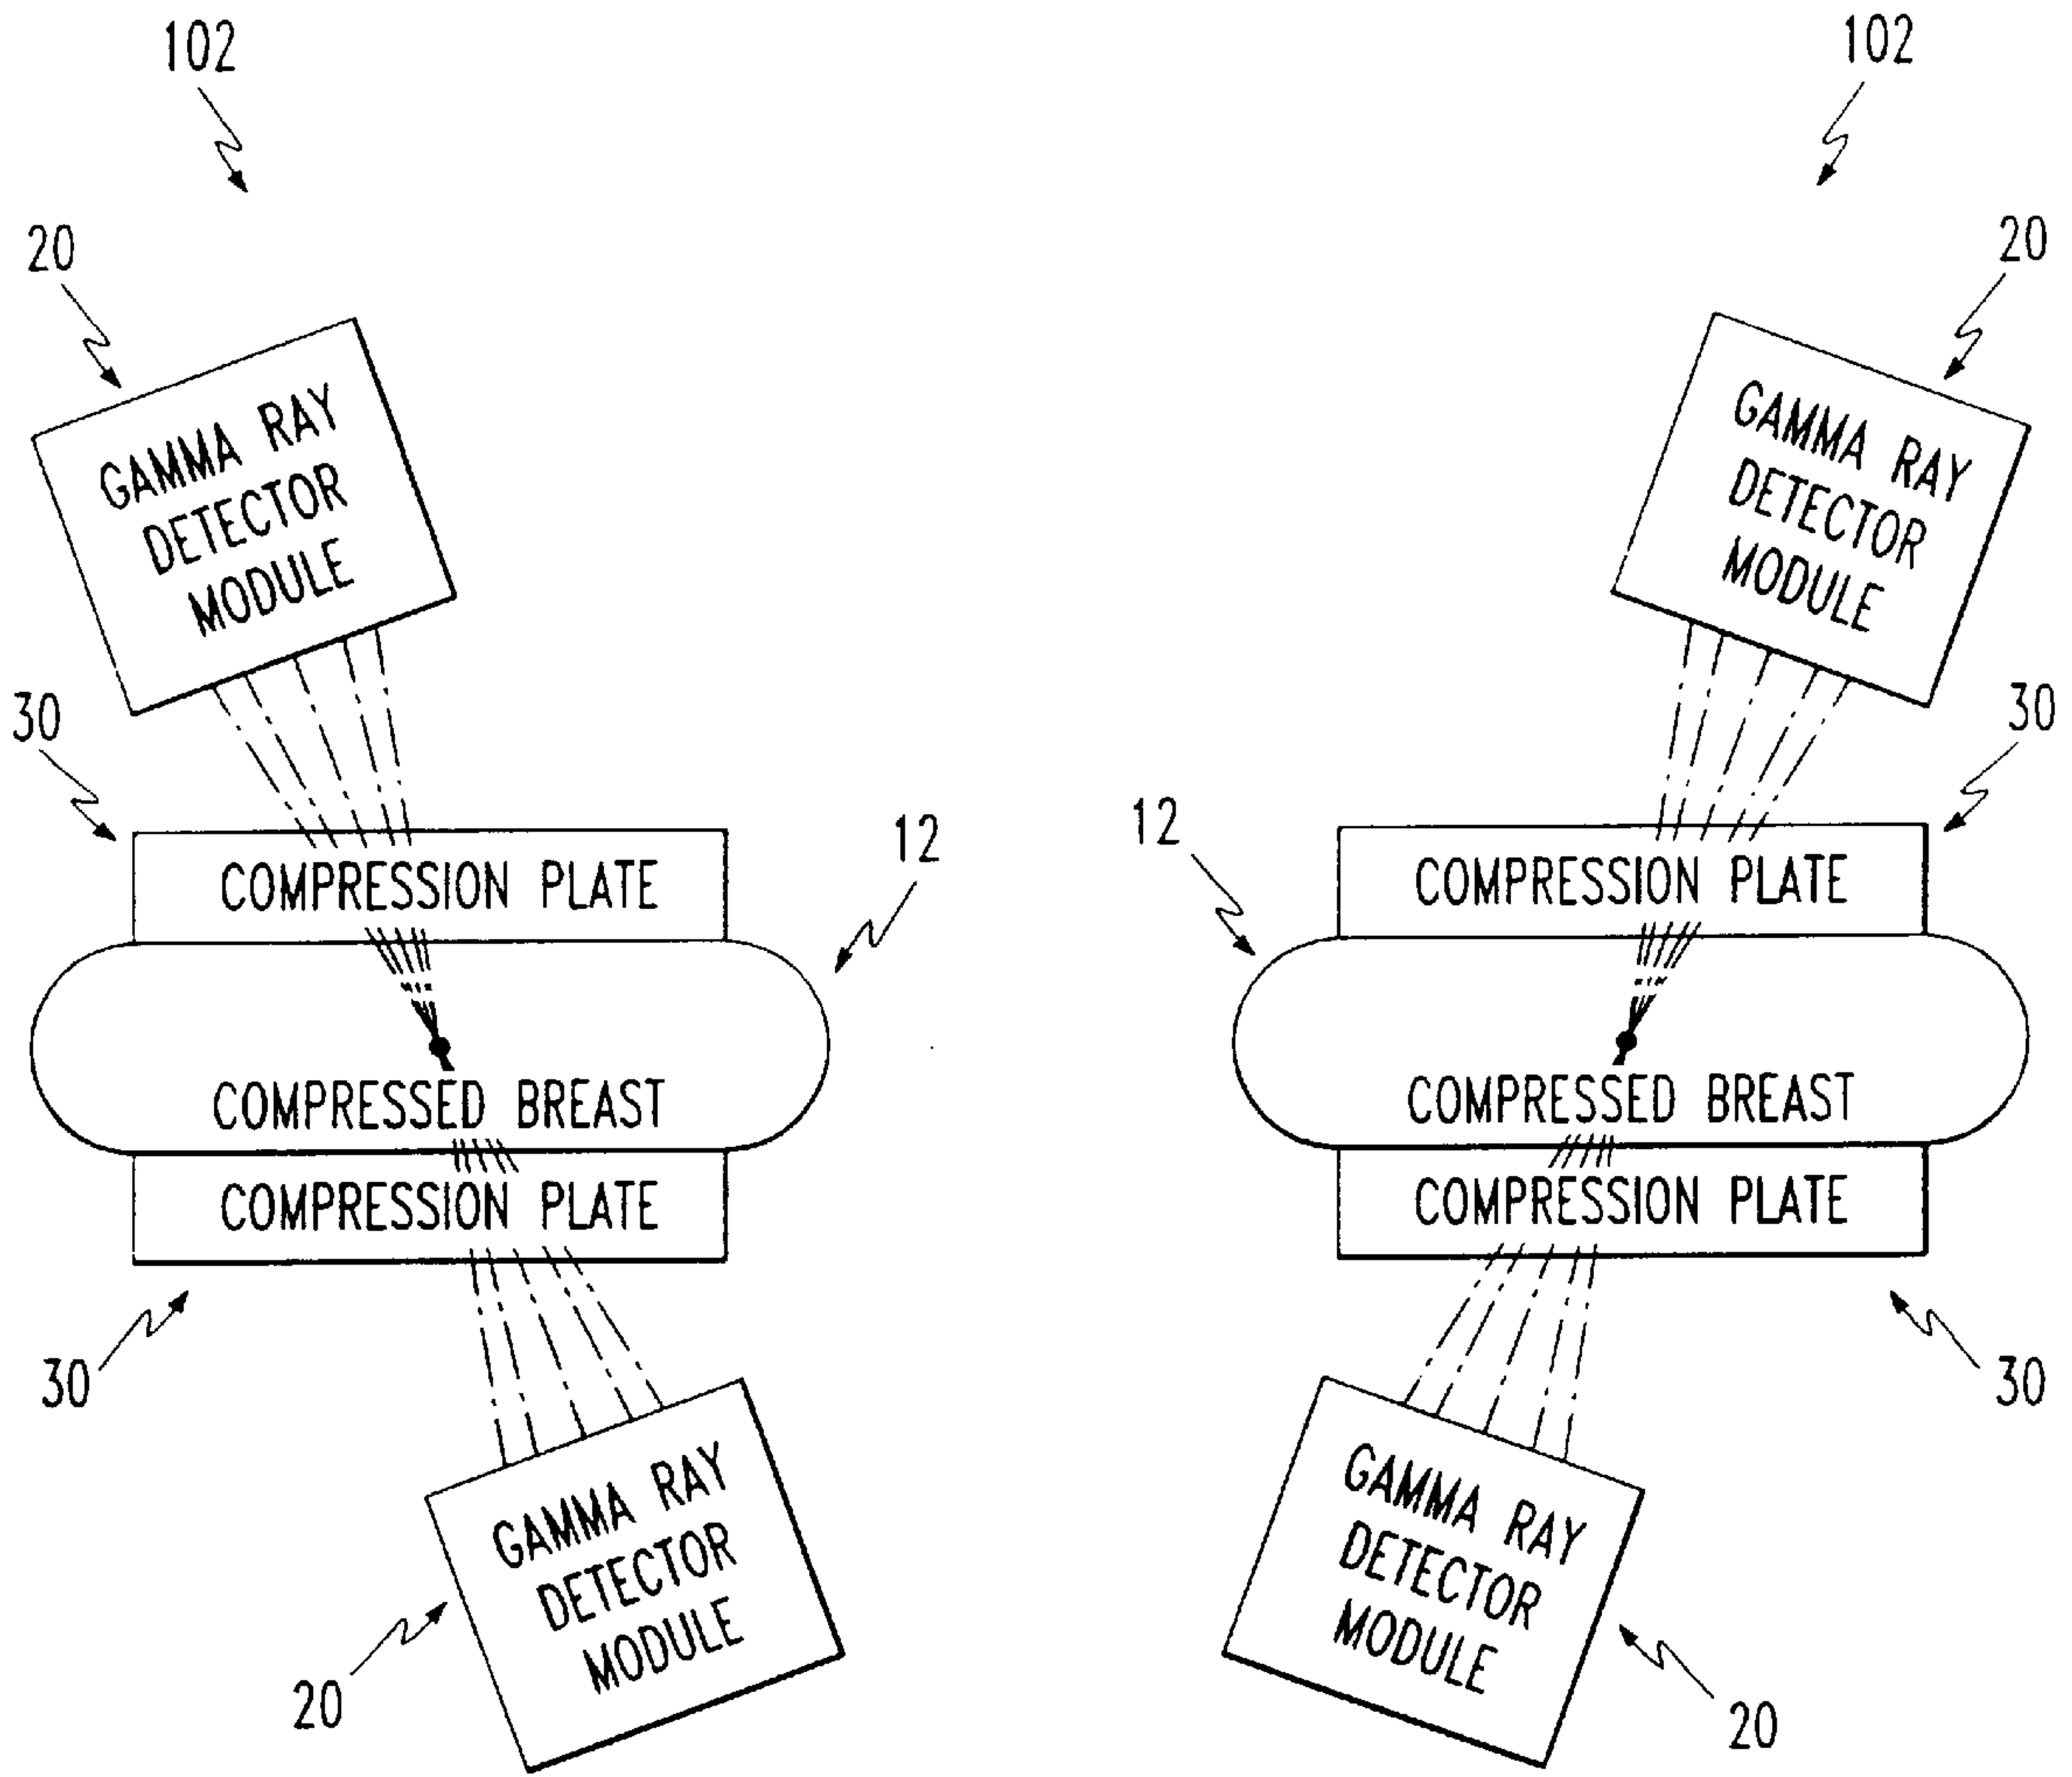 102
20
GAMMA RAY
DETECTOR
MODULE
30
12
COMPRESSION PLATE
COMPRESSED BREAST
COMPRESSION PLATE
30
GAMMA RAY
DETECTOR
MODULE
20
102
20
GAMMA RAY
DETECTOR
MODULE
30
12
COMPRESSION PLATE
COMPRESSED BREAST
COMPRESSION PLATE
30
GAMMA RAY
DETECTOR
MODULE
20